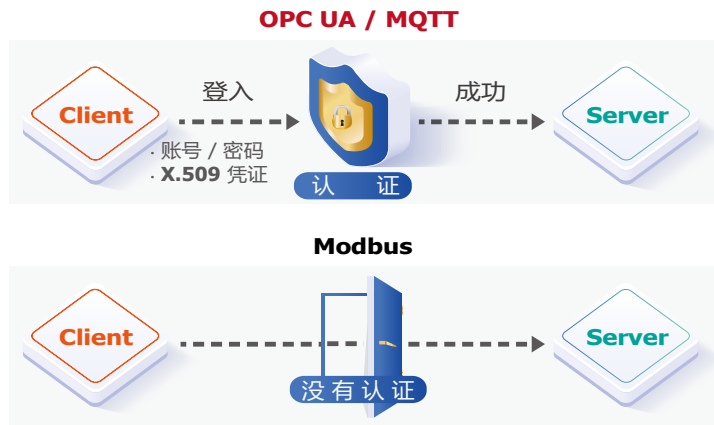 OPC UA / MQTT
Client
登入
成功
Server
· 账号 / 密码
· X.509 凭证
认 证
Modbus
Client
Server
没有认证